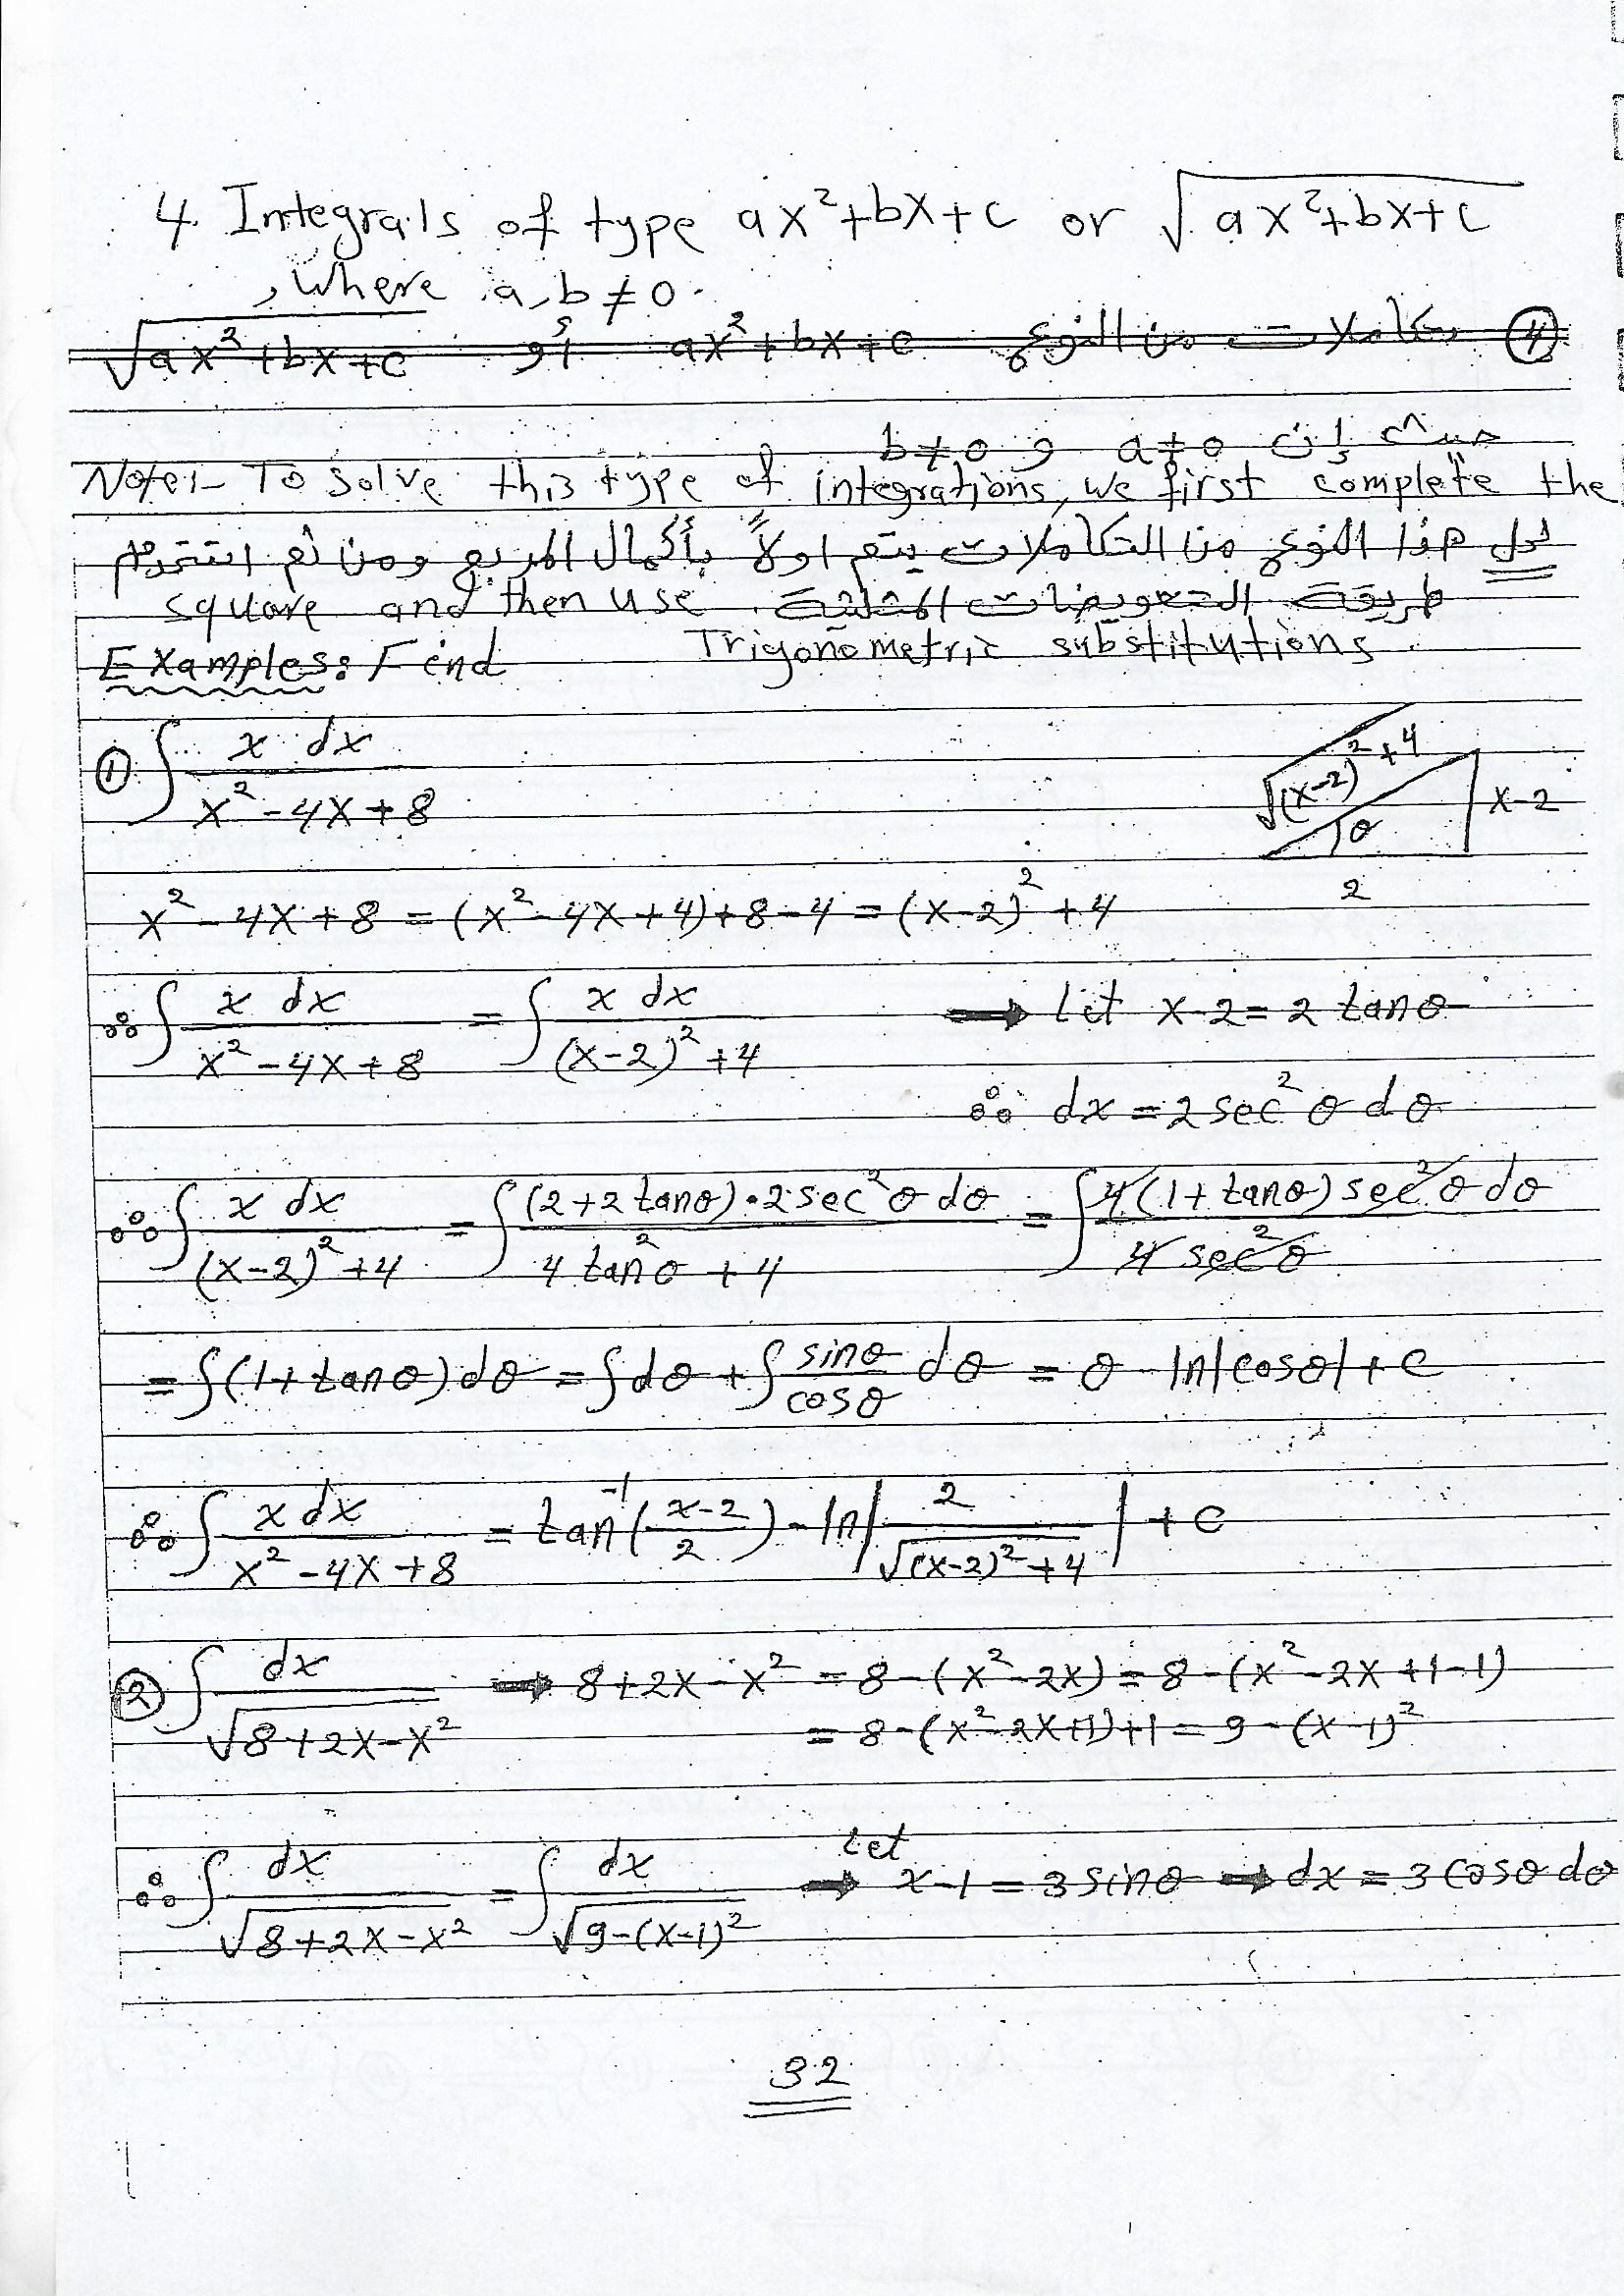 4. Integrals of type ax²+bx+c or √(ax²+bx+c)
, where a, b ≠ 0.
④ تكاملات من النوع ax²+bx+c أو √(ax²+bx+c)
حيث إن a≠0 و b≠0
Note:- To solve this type of integrations, we first complete the
لحل هذا النوع من التكاملات يتم اولاً بأكمال المربع ومن ثم استخدام
square and then use طريقة التعويضات المثلثية.
Trigonometric substitutions.
Examples: Find
① ∫ x dx / (x²-4x+8)
√((x-2)²+4) x-2 θ 2
x²-4x+8 = (x²-4x+4)+8-4 = (x-2)²+4
∴ ∫ x dx / (x²-4x+8) = ∫ x dx / ((x-2)²+4) ⟹ Let x-2 = 2 tanθ
∴ dx = 2 sec²θ dθ
∴ ∫ x dx / ((x-2)²+4) = ∫ (2+2 tanθ)·2 sec²θ dθ / (4 tan²θ+4) = ∫ 4(1+tanθ) sec²θ dθ / (4 sec²θ)
= ∫(1+tanθ)dθ = ∫dθ + ∫ sinθ/cosθ dθ = θ ln|cosθ| + c
∴ ∫ x dx / (x²-4x+8) = tan⁻¹((x-2)/2) - ln|2/√((x-2)²+4)| + c
② ∫ dx / √(8+2x-x²) ⟹ 8+2x-x² = 8-(x²-2x) = 8-(x²-2x+1-1)
= 8-(x²-2x+1)+1 = 9-(x-1)²
∴ ∫ dx / √(8+2x-x²) = ∫ dx / √(9-(x-1)²) ⟹ Let x-1 = 3 sinθ ⟹ dx = 3 cosθ dθ
32